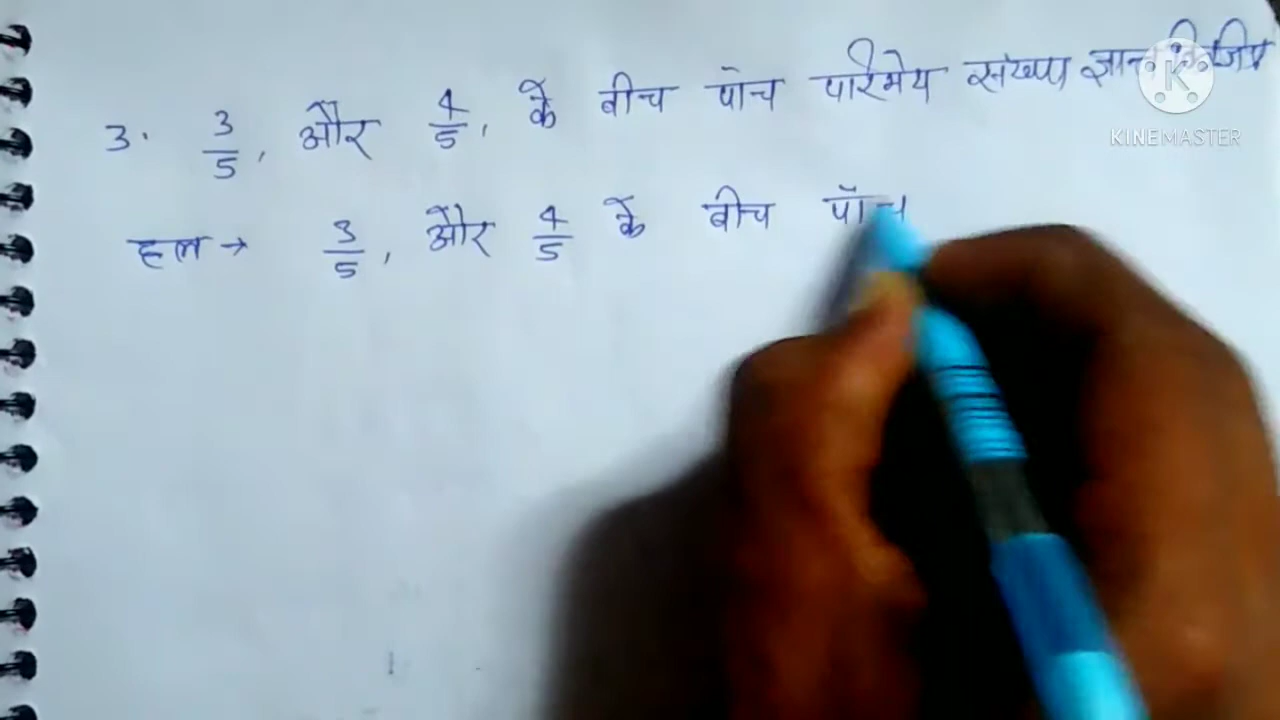 3. 3/5, और 4/5, के बीच पाँच परिमेय संख्या ज्ञात किजिए
KINEMASTER
हल → 3/5, और 4/5 के बीच पाँच